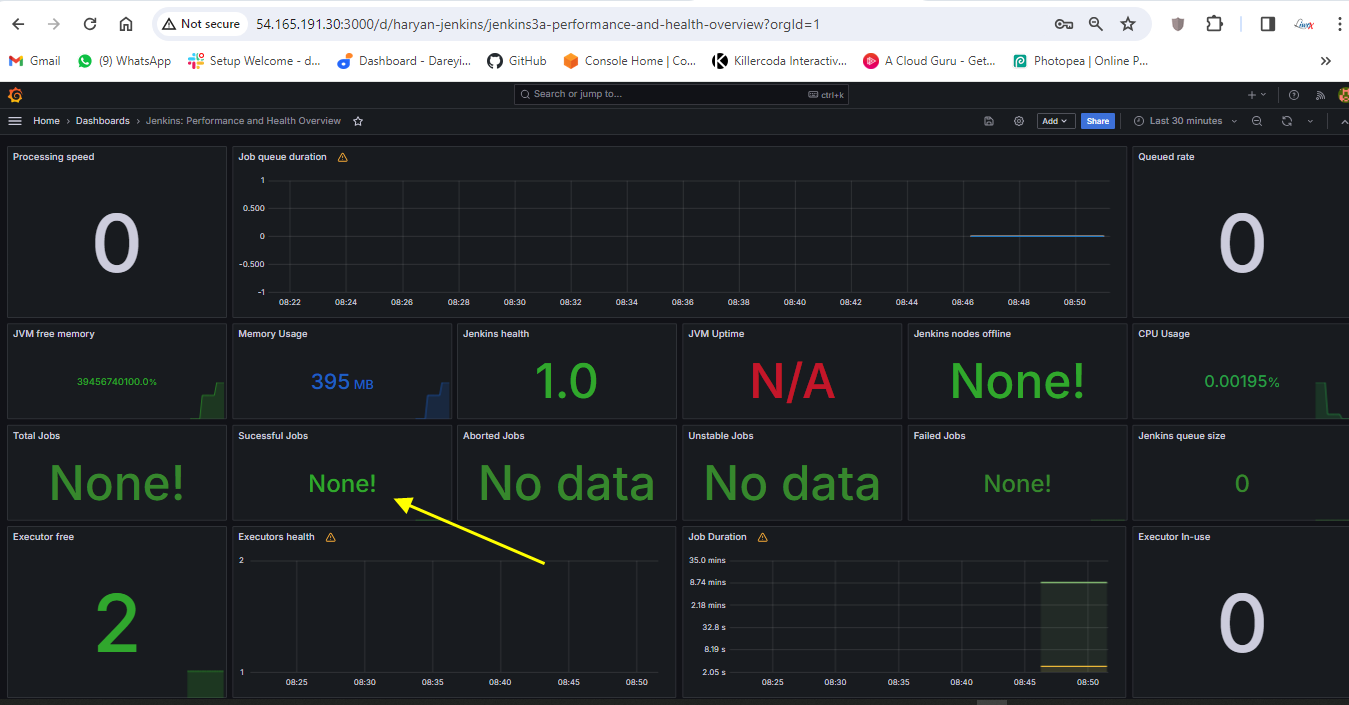 Not secure
54.165.191.30:3000/d/haryan-jenkins/jenkins3a-performance-and-health-overview?orgId=1
Gmail
(9) WhatsApp
Setup Welcome - d...
Dashboard - Dareyi...
GitHub
Console Home | Co...
Killercoda Interactiv...
A Cloud Guru - Get...
Photopea | Online P...
Search or jump to...
ctrl+k
Home › Dashboards › Jenkins: Performance and Health Overview
Add
Share
Last 30 minutes
Processing speed
0
Job queue duration
1
0.500
0
-0.500
-1
08:22 08:24 08:26 08:28 08:30 08:32 08:34 08:36 08:38 08:40 08:42 08:44 08:46 08:48 08:50
Queued rate
0
JVM free memory
39456740100.0%
Memory Usage
395 MB
Jenkins health
1.0
JVM Uptime
N/A
Jenkins nodes offline
None!
CPU Usage
0.00195%
Total Jobs
None!
Sucessful Jobs
None!
Aborted Jobs
No data
Unstable Jobs
No data
Failed Jobs
None!
Jenkins queue size
0
Executor free
2
Executors health
2
1
08:25 08:30 08:35 08:40 08:45 08:50
Job Duration
35.0 mins
8.74 mins
2.18 mins
32.8 s
8.19 s
2.05 s
08:25 08:30 08:35 08:40 08:45 08:50
Executor In-use
0